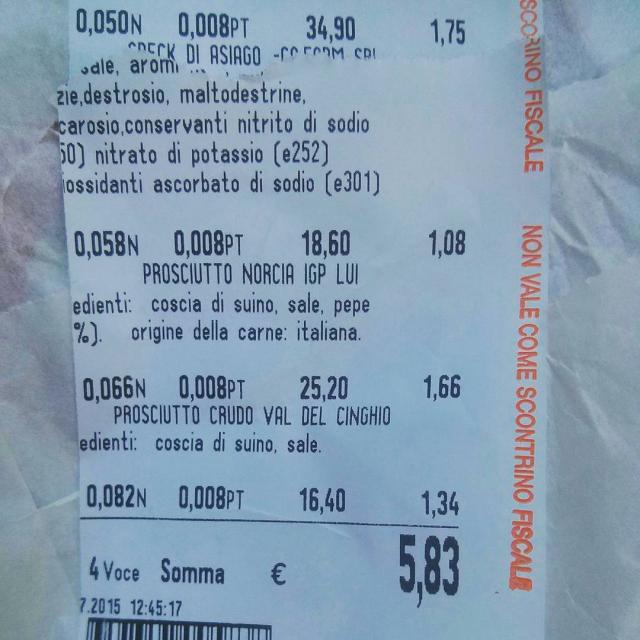 0,050N 0,008PT 34,90 1,75
SPECK DI ASIAGO
sale, aromi
zie,destrosio, maltodestrine,
carosio,conservanti nitrito di sodio
50) nitrato di potassio (e252)
iossidanti ascorbato di sodio (e301)
0,058N 0,008PT 18,60 1,08
PROSCIUTTO NORCIA IGP LUI
edienti: coscia di suino, sale, pepe
%). origine della carne: italiana.
0,066N 0,008PT 25,20 1,66
PROSCIUTTO CRUDO VAL DEL CINGHIO
edienti: coscia di suino, sale.
0,082N 0,008PT 16,40 1,34
4 Voce Somma € 5,83
7.2015 12:45:17
FISCALE
NON VALE COME SCONTRINO FISCALE